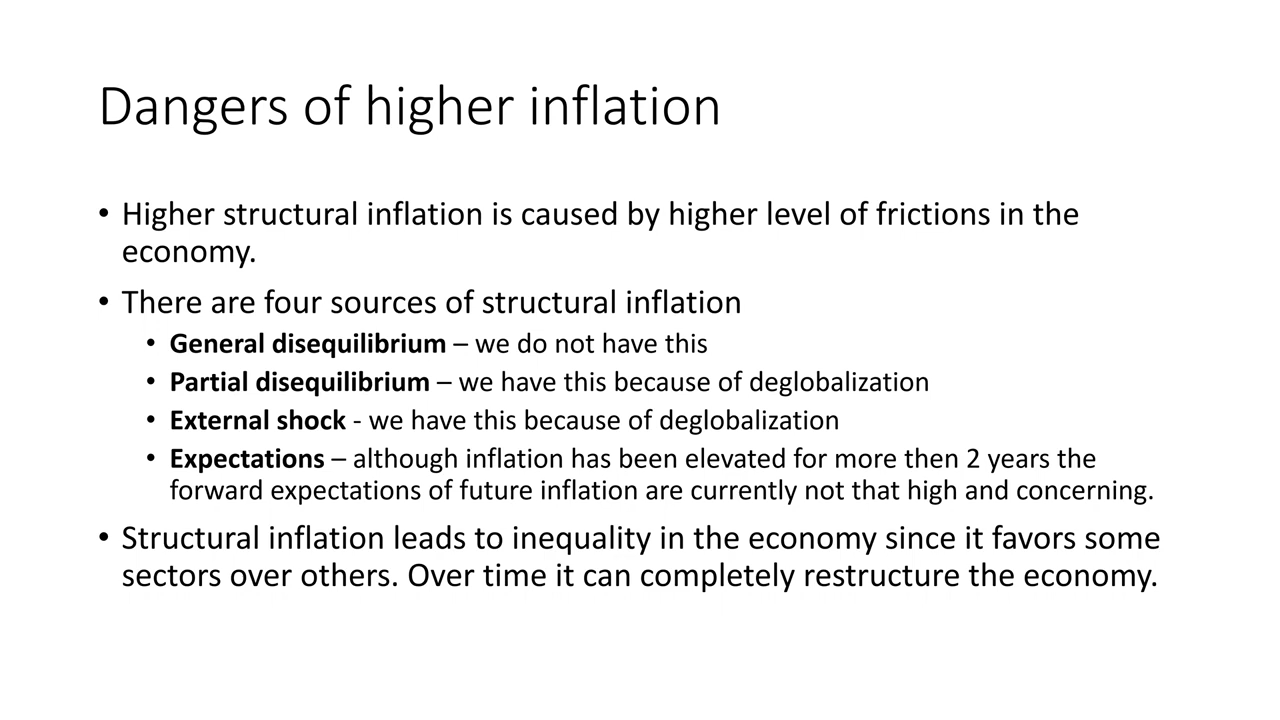 Dangers of higher inflation
• Higher structural inflation is caused by higher level of frictions in the
economy.
• There are four sources of structural inflation
• General disequilibrium – we do not have this
• Partial disequilibrium – we have this because of deglobalization
• External shock - we have this because of deglobalization
• Expectations – although inflation has been elevated for more then 2 years the
forward expectations of future inflation are currently not that high and concerning.
• Structural inflation leads to inequality in the economy since it favors some
sectors over others. Over time it can completely restructure the economy.